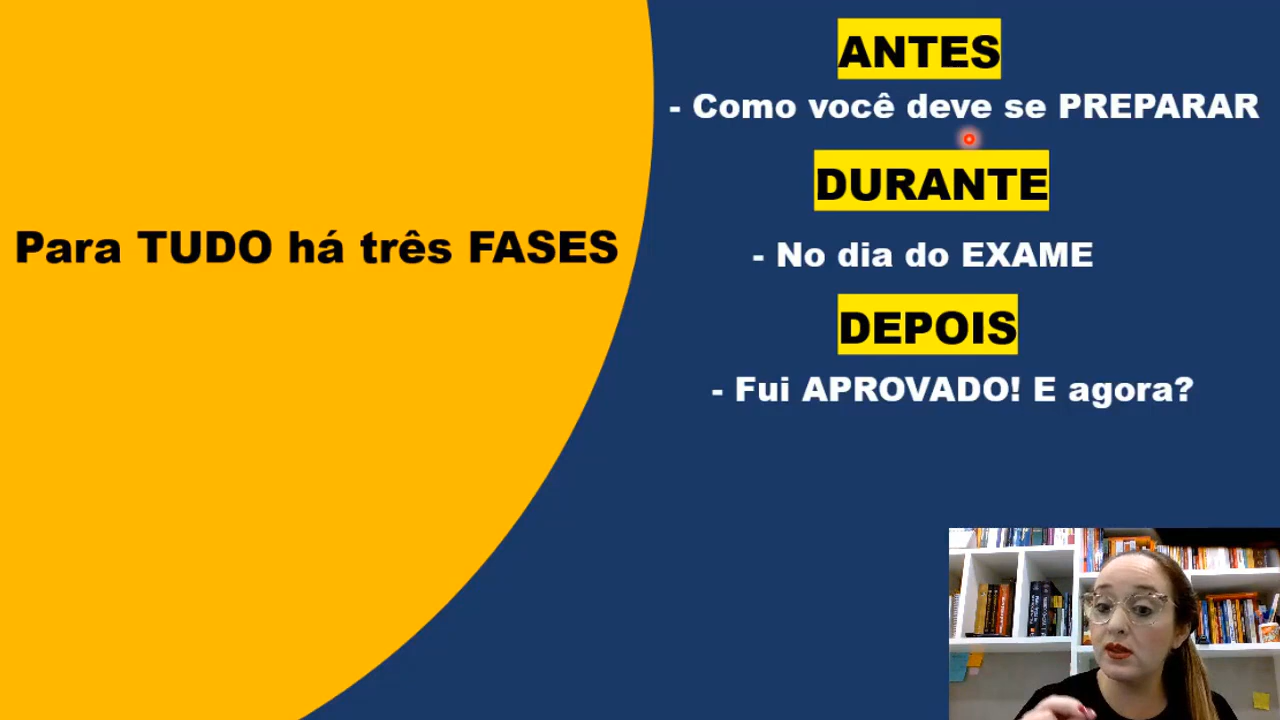 Para TUDO há três FASES
ANTES
- Como você deve se PREPARAR
DURANTE
- No dia do EXAME
DEPOIS
- Fui APROVADO! E agora?